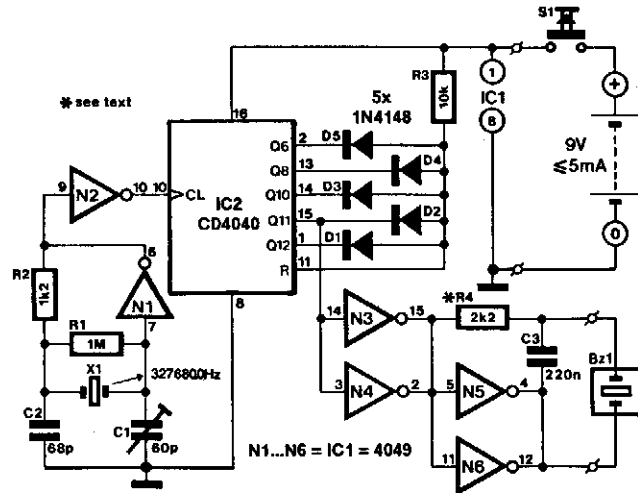 S1
R3
10k
1
IC1
8
+
9V
≤5mA
0
* see text
5x
1N4148
16
Q6 2 D5
Q8 13 D4
Q10 14 D3
Q11 15 D2
Q12 1 D1
R 11
9 N2 10 10 CL
IC2
CD4040
8
R2
1k2
6
N1
7
R1
1M
X1
327680.0Hz
C2
68p
C1
60p
14 N3 15
3 N4 2
*R4
2k2
C3
220n
Bz1
5 N5 4
11 N6 12
N1...N6 = IC1 = 4049